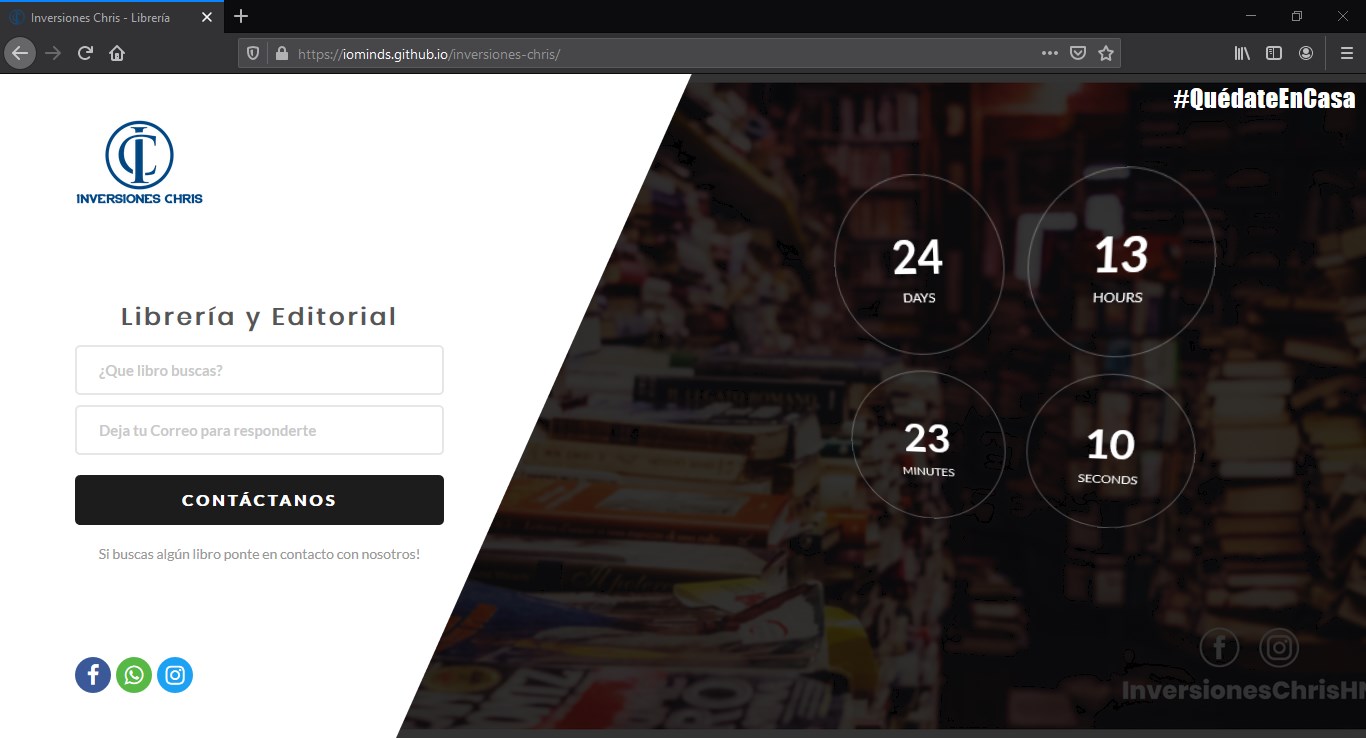 Inversiones Chris - Librería
https://iominds.github.io/inversiones-chris/
#QuédateEnCasa
INVERSIONES CHRIS
Librería y Editorial
¿Que libro buscas?
Deja tu Correo para responderte
CONTÁCTANOS
Si buscas algún libro ponte en contacto con nosotros!
24
DAYS
13
HOURS
23
MINUTES
10
SECONDS
InversionesChrisHN